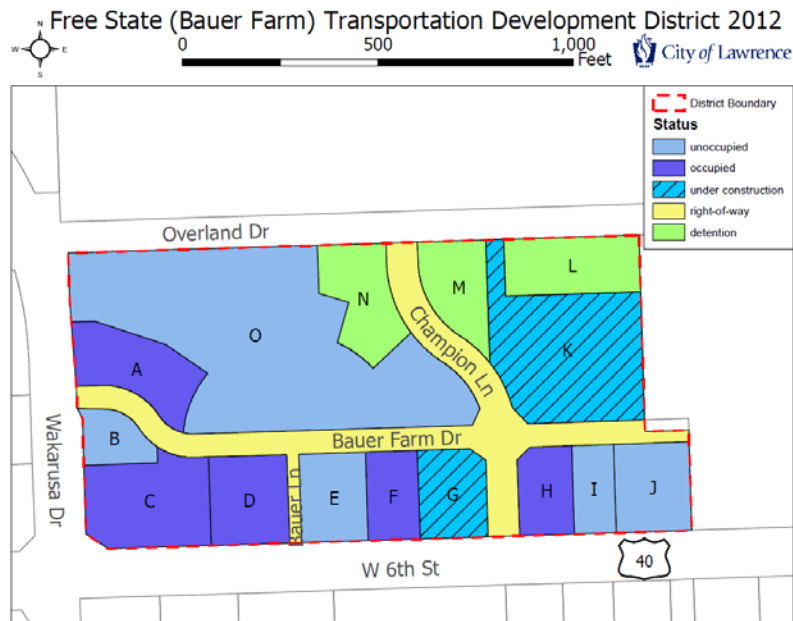 Free State (Bauer Farm) Transportation Development District 2012
N
W E
S
0 500 1,000
Feet
City of Lawrence
District Boundary
Status
unoccupied
occupied
under construction
right-of-way
detention
Overland Dr
L
M
N
O
K
Champion Ln
A
B
Bauer Farm Dr
Wakarusa Dr
C
D
Bauer Ln
E
F
G
H
I
J
W 6th St
40